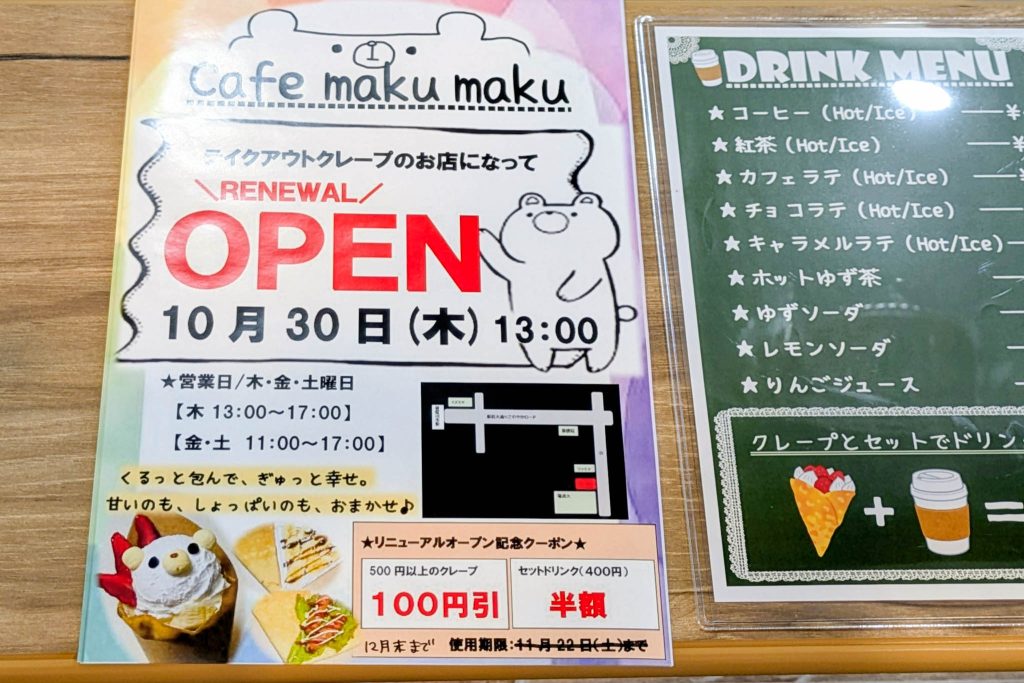 Cafe maku maku
テイクアウトクレープのお店になって
＼RENEWAL／
OPEN
10月30日(木) 13:00
★営業日/木・金・土曜日
【木 13:00～17:00】
【金・土 11:00～17:00】
くるっと包んで、ぎゅっと幸せ。
甘いのも、しょっぱいのも、おまかせ♪
★リニューアルオープン記念クーポン★
500円以上のクレープ
100円引
セットドリンク(400円)
半額
12月末まで 使用期限:11月22日(土)まで
DRINK MENU
★コーヒー (Hot/Ice) ¥
★紅茶 (Hot/Ice) ¥
★カフェラテ (Hot/Ice)
★チョコラテ (Hot/Ice)
★キャラメルラテ (Hot/Ice)
★ホットゆず茶
★ゆずソーダ
★レモンソーダ
★りんごジュース
クレープとセットでドリン
+ =